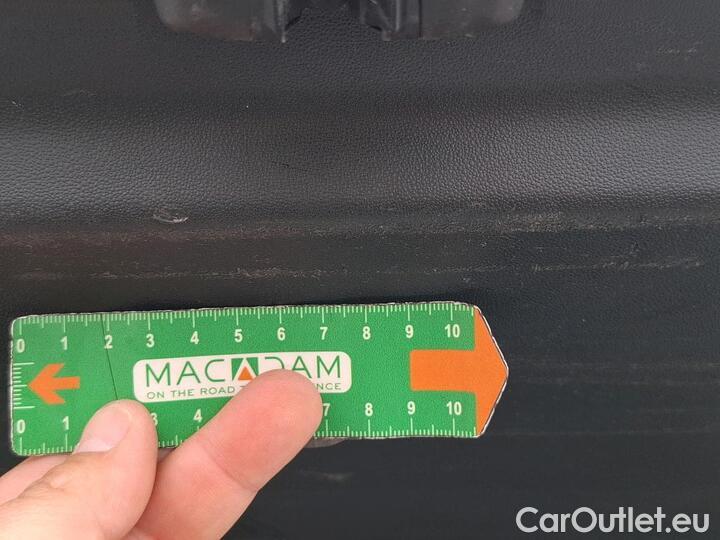 0 1 2 3 4 5 6 7 8 9 10
MACADAM
ON THE ROAD
0 1 3 4 7 8 9 10
CarOutlet.eu